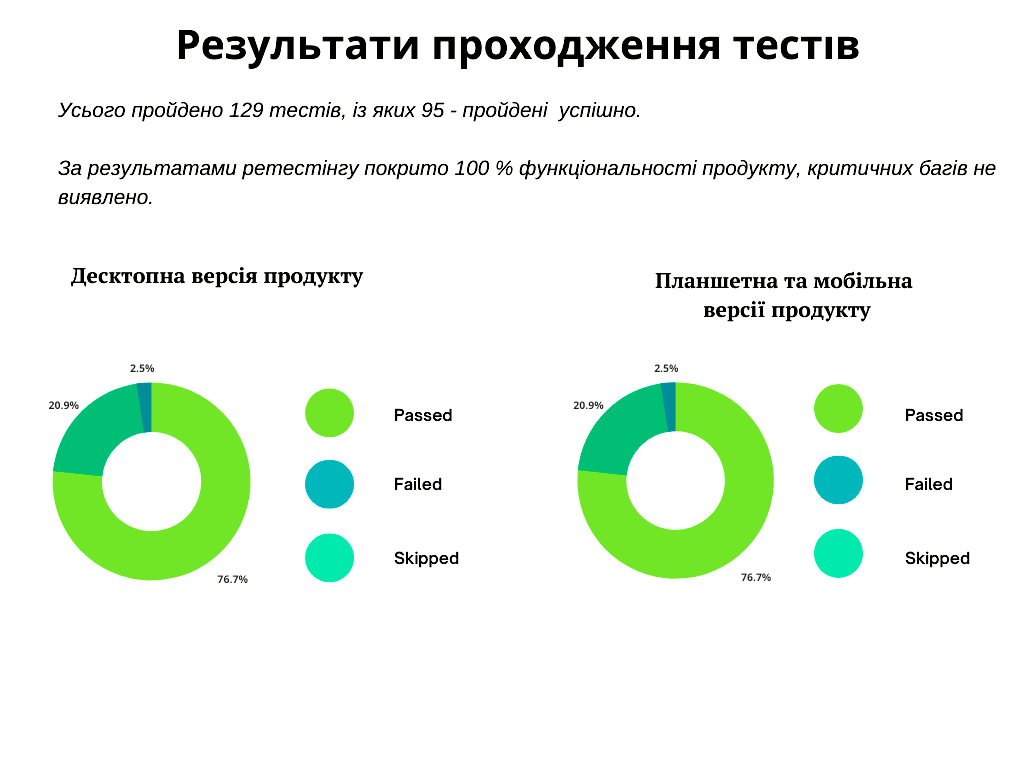 Результати проходження тестів
Усього пройдено 129 тестів, із яких 95 - пройдені  успішно.
За результатами ретестінгу покрито 100 % функціональності продукту, критичних багів не
виявлено.
Десктопна версія продукту
Планшетна та мобільна
версії продукту
2.5%
20.9%
76.7%
Passed
Failed
Skipped
2.5%
20.9%
76.7%
Passed
Failed
Skipped